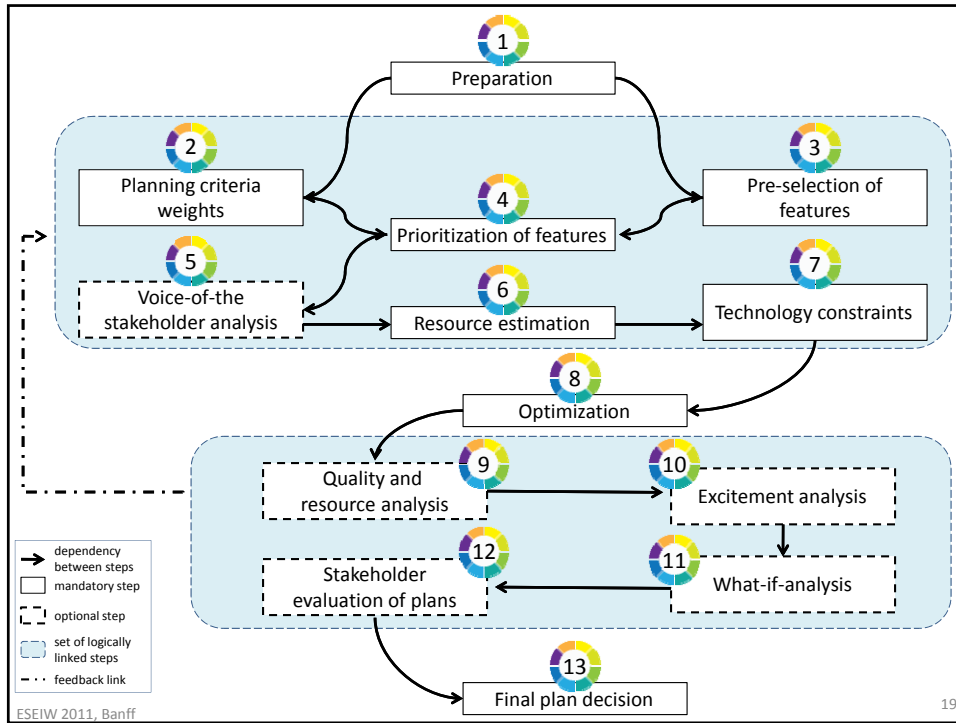 1
Preparation
2
Planning criteria
weights
3
Pre-selection of
features
4
Prioritization of features
5
Voice-of-the
stakeholder analysis
6
Resource estimation
7
Technology constraints
8
Optimization
9
Quality and
resource analysis
10
Excitement analysis
11
What-if-analysis
12
Stakeholder
evaluation of plans
13
Final plan decision
dependency
between steps
mandatory step
optional step
set of logically
linked steps
feedback link
ESEIW 2011, Banff
19